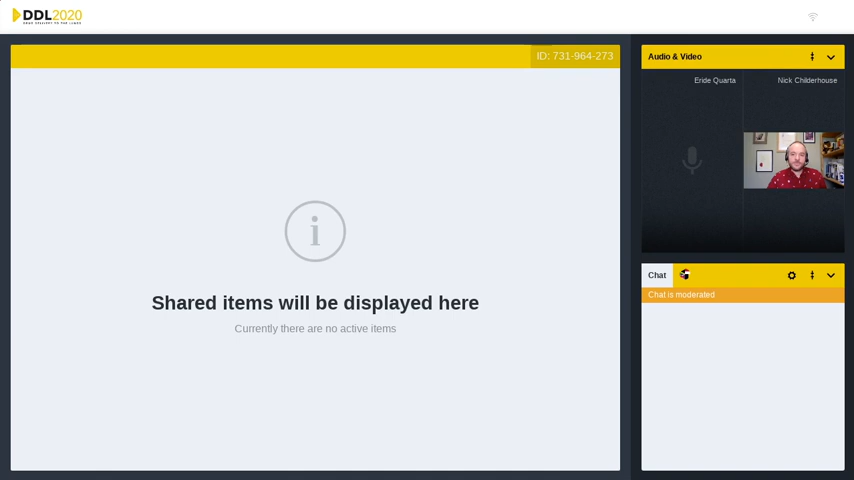 DDL2020
ID: 731-964-273
Shared items will be displayed here
Currently there are no active items
Audio & Video
Eride Quarta
Nick Childerhouse
Chat
Chat is moderated